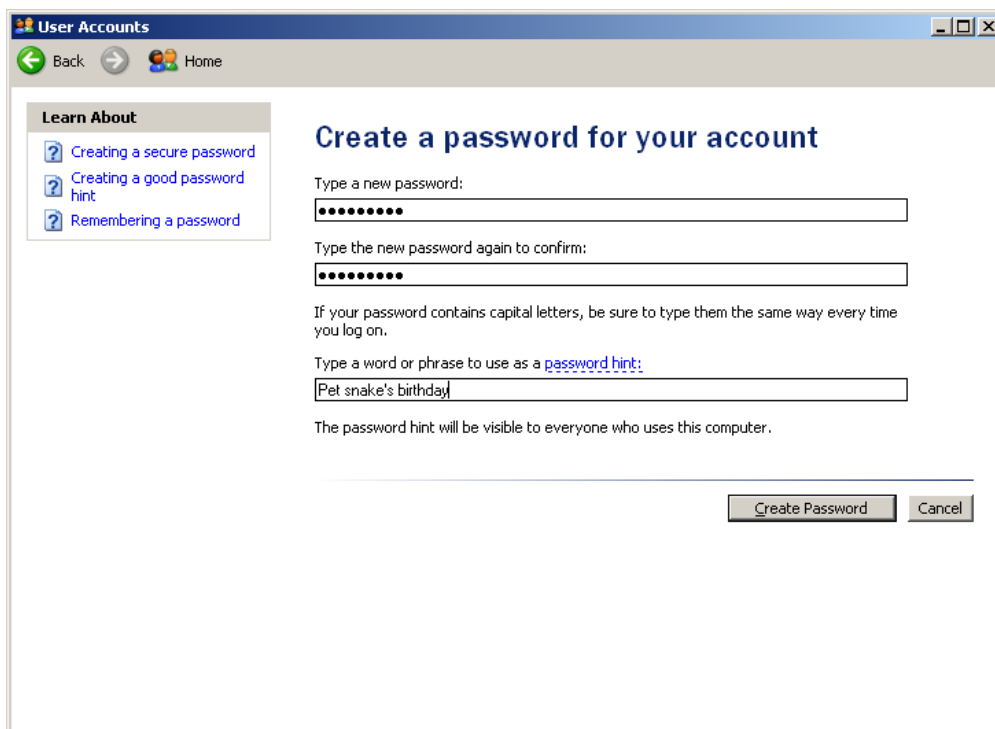 User Accounts
Back
Home
Learn About
Creating a secure password
Creating a good password
hint
Remembering a password
Create a password for your account
Type a new password:
●●●●●●●●●
Type the new password again to confirm:
●●●●●●●●●
If your password contains capital letters, be sure to type them the same way every time
you log on.
Type a word or phrase to use as a password hint:
Pet snake's birthday
The password hint will be visible to everyone who uses this computer.
Create Password
Cancel